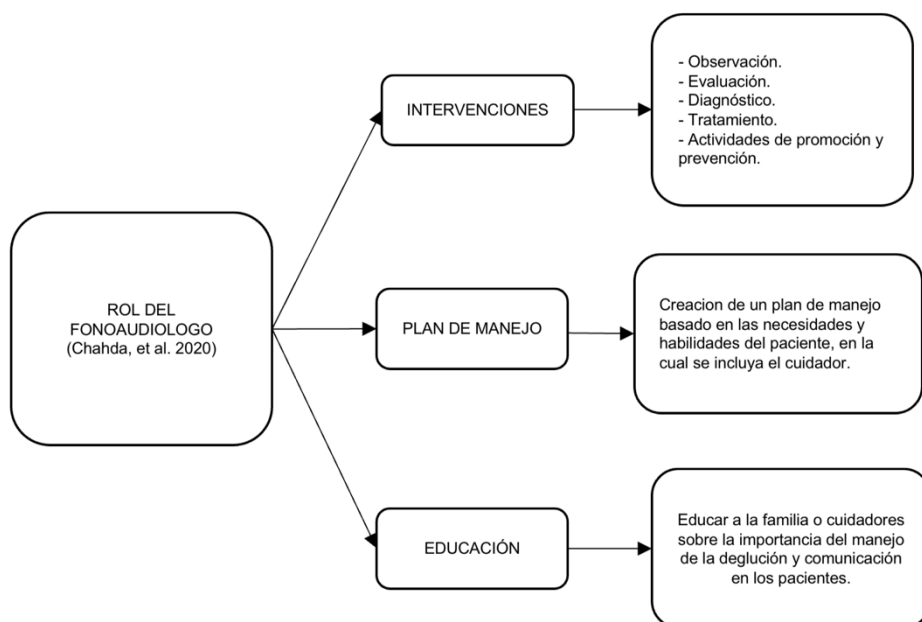 INTERVENCIONES
- Observación.
- Evaluación.
- Diagnóstico.
- Tratamiento.
- Actividades de promoción y
prevención.
ROL DEL
FONOAUDIOLOGO
(Chahda, et al. 2020)
PLAN DE MANEJO
Creacion de un plan de manejo
basado en las necesidades y
habilidades del paciente, en la
cual se incluya el cuidador.
EDUCACIÓN
Educar a la familia o cuidadores
sobre la importancia del manejo
de la deglución y comunicación
en los pacientes.